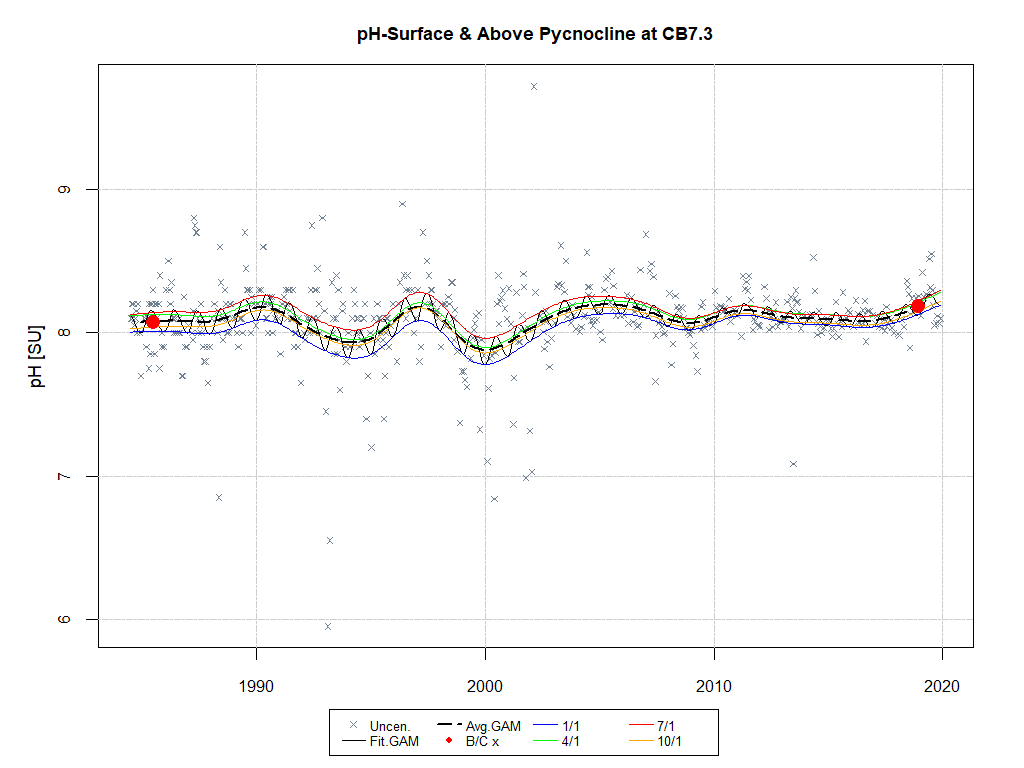 pH-Surface & Above Pycnocline at CB7.3
pH [SU]
9
8
7
6
1990 2000 2010 2020
Uncen. Avg.GAM 1/1 7/1
Fit.GAM B/C x 4/1 10/1